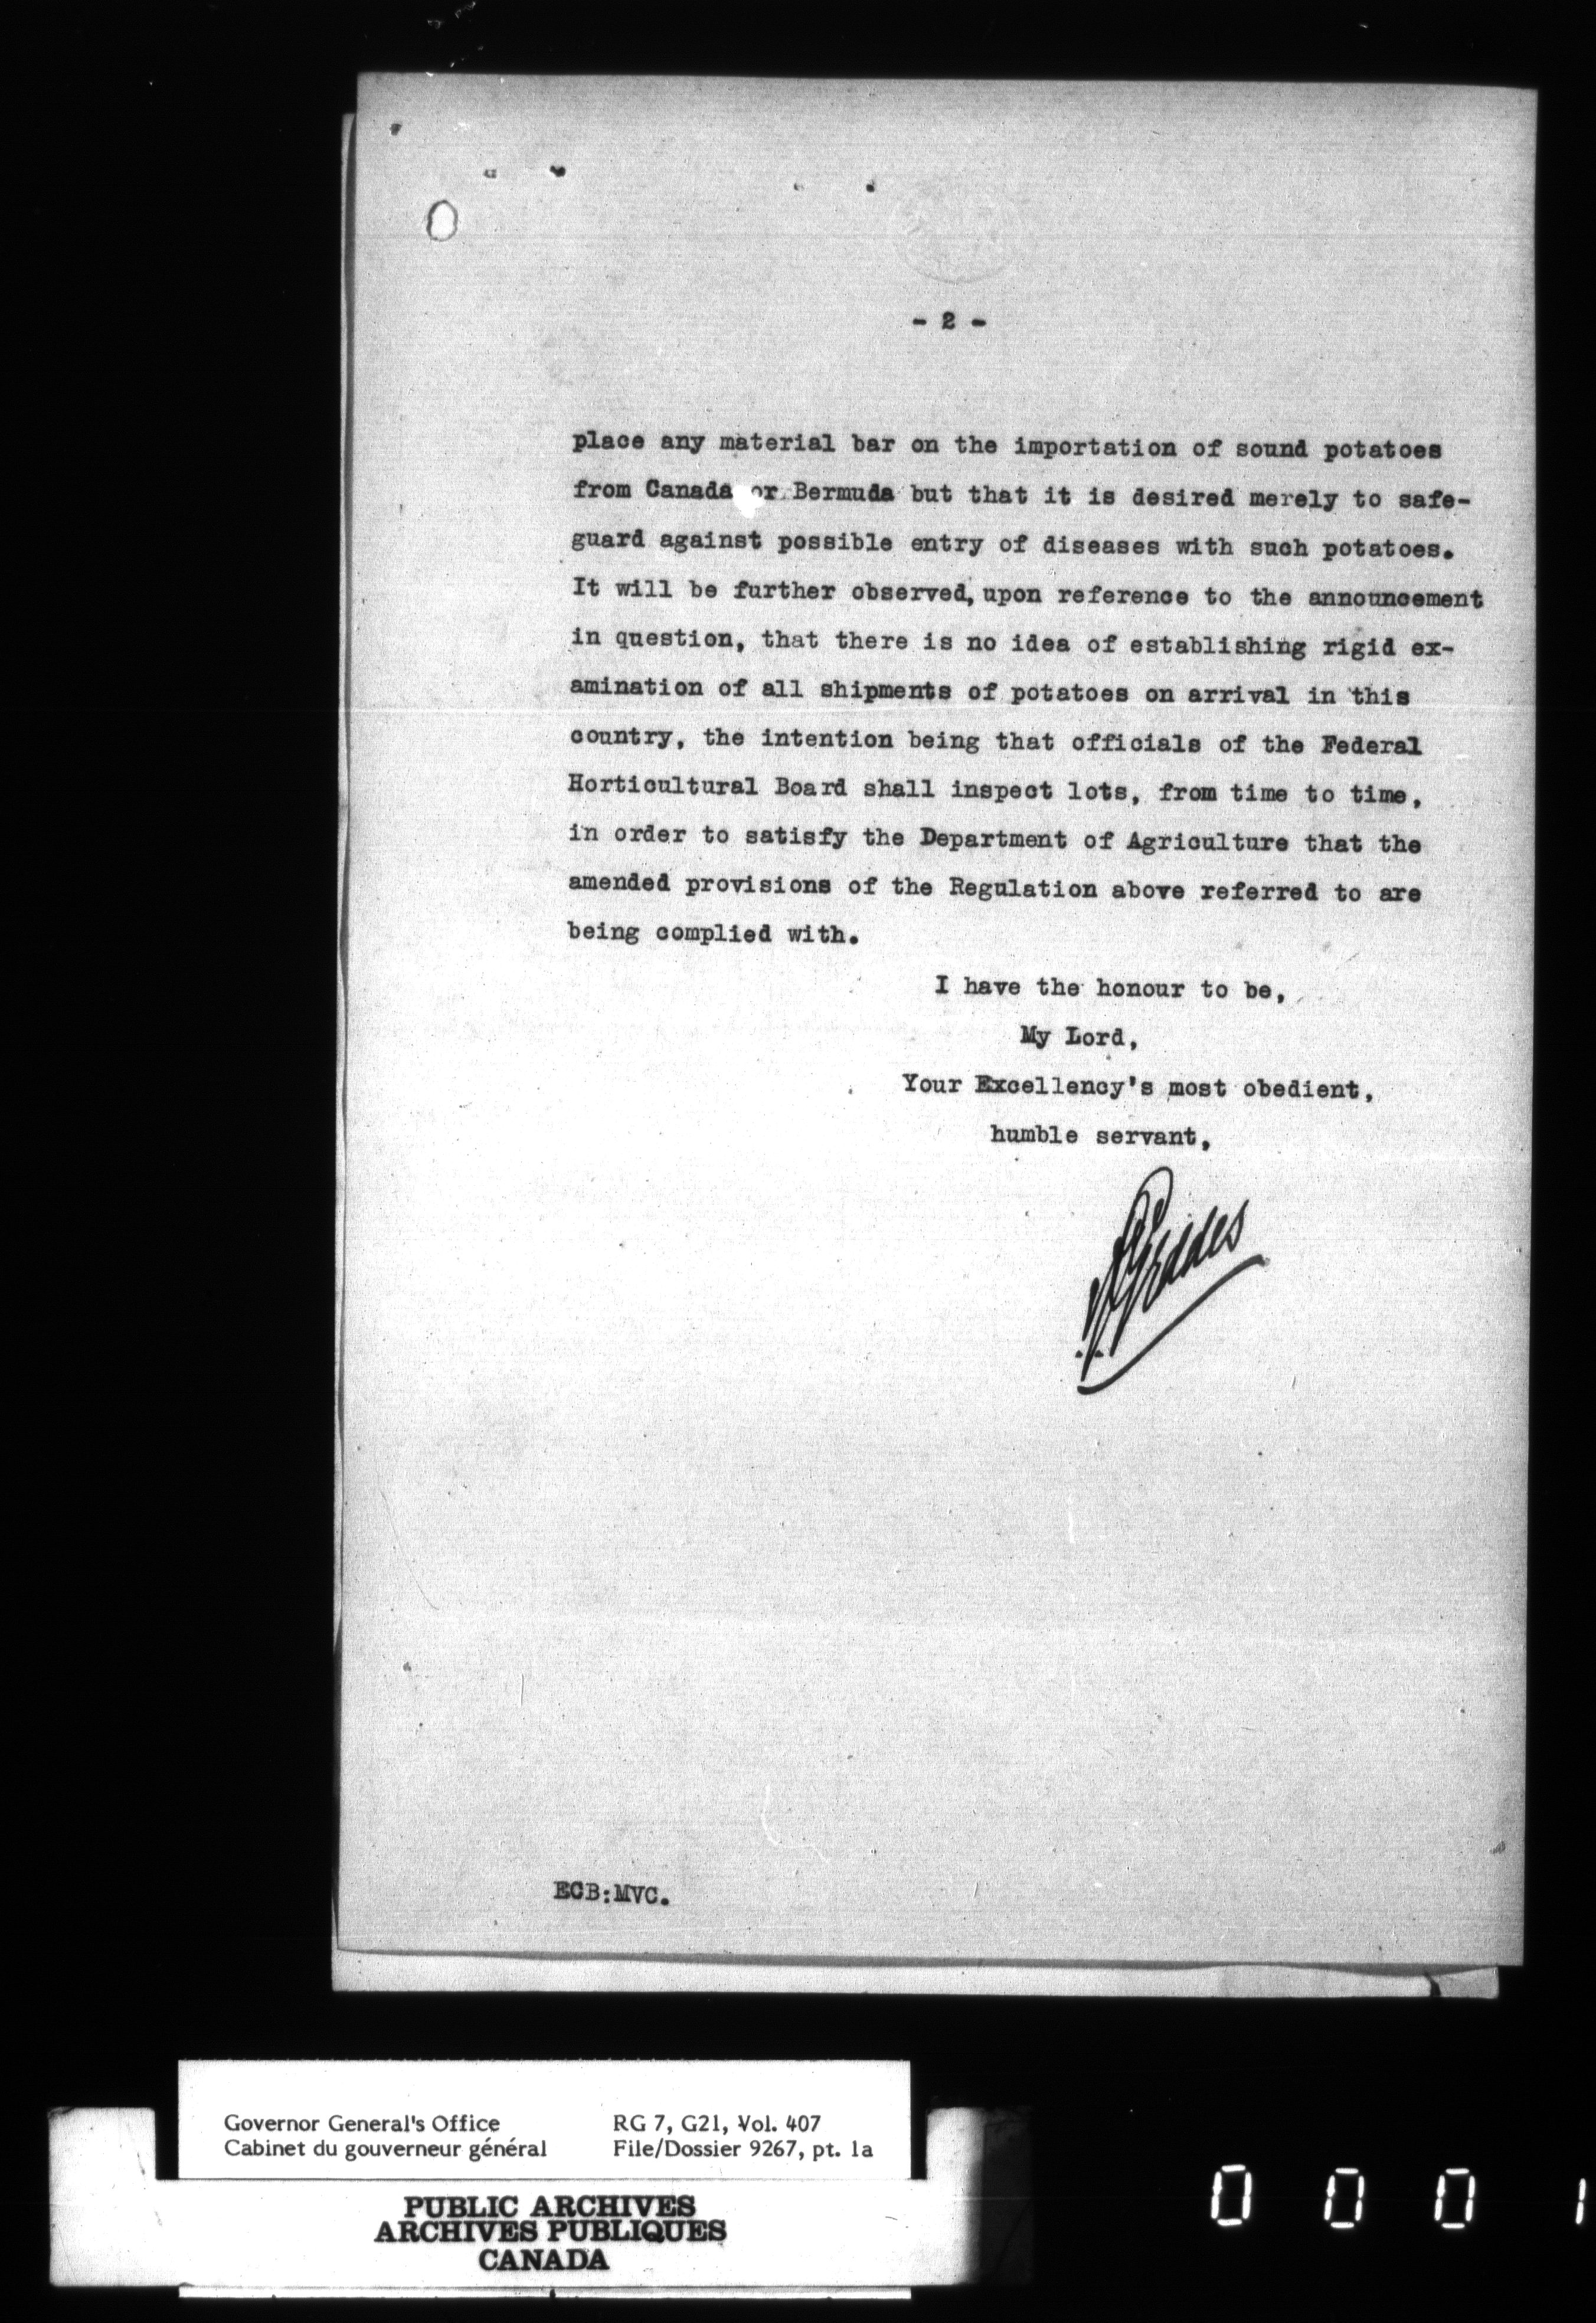 - 2 -
place any material bar on the importation of sound potatoes
from Canada or Bermuda but that it is desired merely to safe-
guard against possible entry of diseases with such potatoes.
It will be further observed, upon reference to the announcement
in question, that there is no idea of establishing rigid ex-
amination of all shipments of potatoes on arrival in this
country, the intention being that officials of the Federal
Horticultural Board shall inspect lots, from time to time,
in order to satisfy the Department of Agriculture that the
amended provisions of the Regulation above referred to are
being complied with.
I have the honour to be,
My Lord,
Your Excellency's most obedient,
humble servant,
A Geddes
ECB:MVC.
Governor General's Office RG 7, G21, Vol. 407
Cabinet du gouverneur général File/Dossier 9267, pt. 1a
PUBLIC ARCHIVES
ARCHIVES PUBLIQUES
CANADA
0 0 0 1